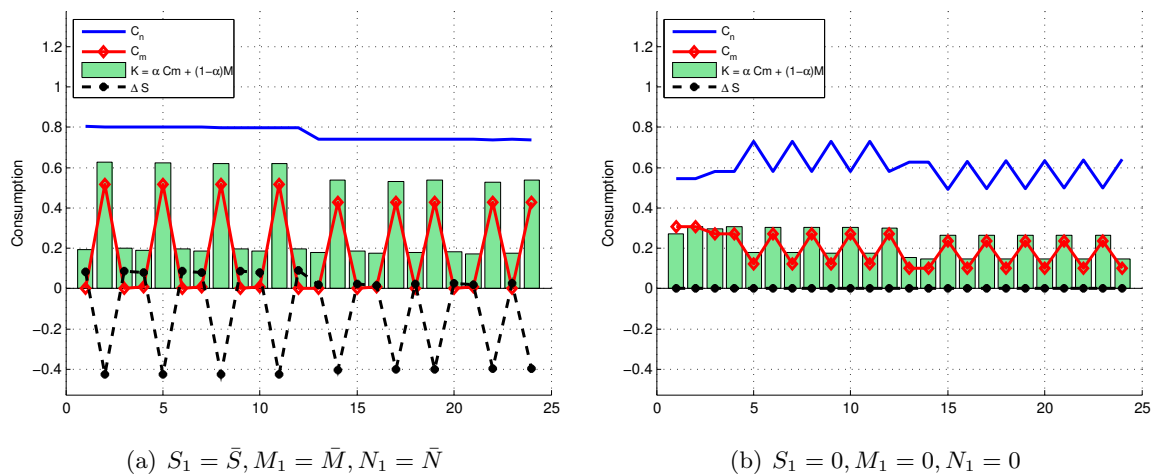 C_n
C_m
K = α Cm + (1−α)M
Δ S
Consumption
1.2
1
0.8
0.6
0.4
0.2
0
−0.2
−0.4
0 5 10 15 20 25
(a) S_1 = S̄, M_1 = M̄, N_1 = N̄
C_n
C_m
K = α Cm + (1−α)M
Δ S
Consumption
1.2
1
0.8
0.6
0.4
0.2
0
−0.2
−0.4
0 5 10 15 20 25
(b) S_1 = 0, M_1 = 0, N_1 = 0